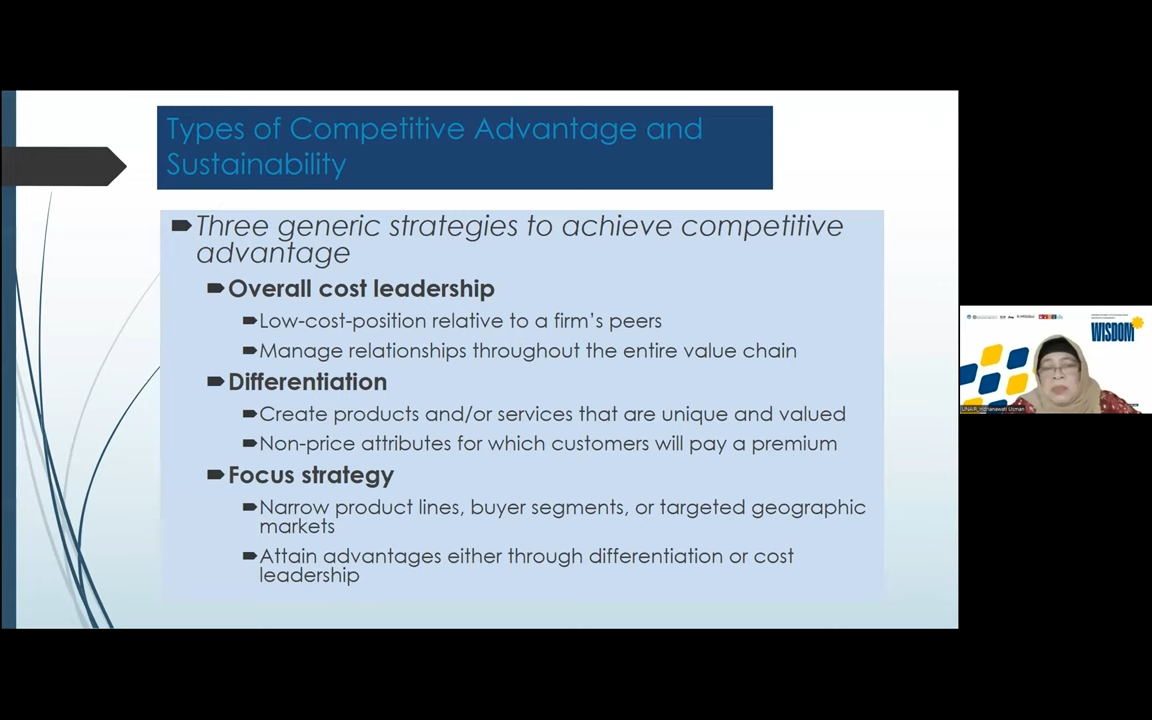 Types of Competitive Advantage and
Sustainability
Three generic strategies to achieve competitive
advantage
Overall cost leadership
Low-cost-position relative to a firm's peers
Manage relationships throughout the entire value chain
Differentiation
Create products and/or services that are unique and valued
Non-price attributes for which customers will pay a premium
Focus strategy
Narrow product lines, buyer segments, or targeted geographic
markets
Attain advantages either through differentiation or cost
leadership
WISDOM
Usman